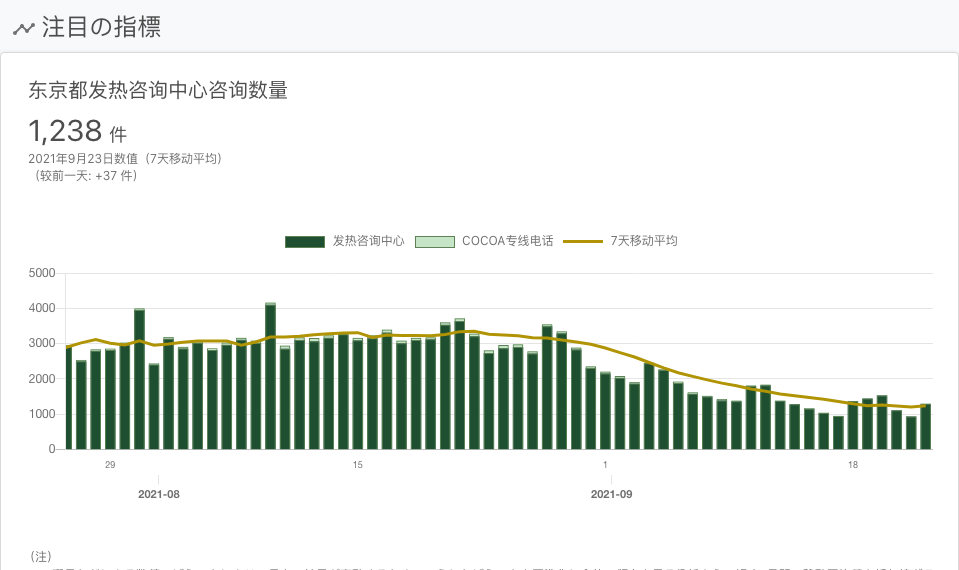 注目の指標
东京都发热咨询中心咨询数量
1,238 件
2021年9月23日数值（7天移动平均）
（较前一天: +37 件）
发热咨询中心 COCOA专线电话 7天移动平均
5000
4000
3000
2000
1000
0
29 15 1 18
2021-08 2021-09
(注)